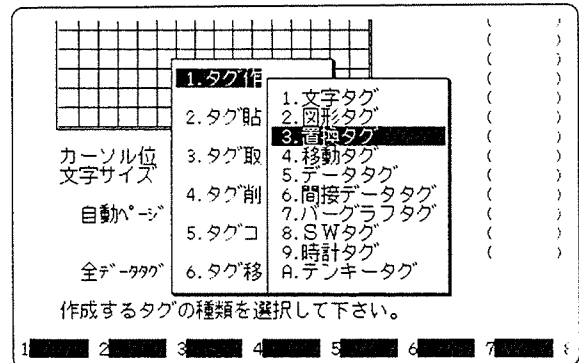 1.タグ作
2.タグ貼
3.タグ取
4.タグ削
5.タグコ
6.タグ移
1.文字タグ
2.図形タグ
3.置換タグ
4.移動タグ
5.データタグ
6.間接データタグ
7.バーグラフタグ
8.SWタグ
9.時計タグ
A.テンキータグ
カーソル位
文字サイズ
自動ページ
全データタグ
( )
( )
( )
( )
( )
( )
( )
( )
( )
( )
( )
( )
( )
作成するタグの種類を選択して下さい。
1 2 3 4 5 6 7 8